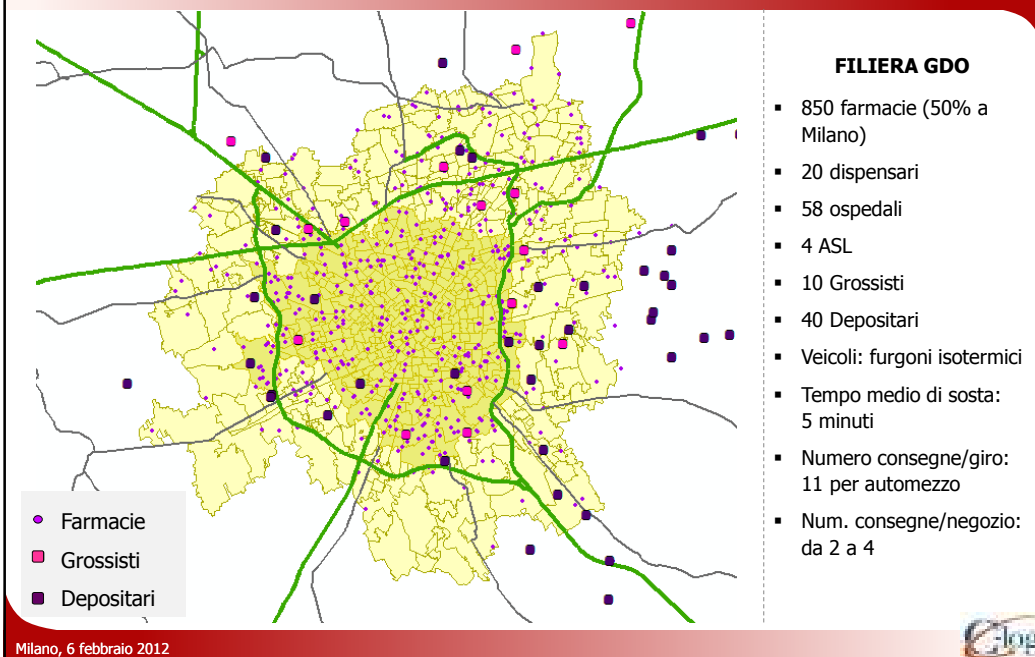 FILIERA GDO
▪ 850 farmacie (50% a
Milano)
▪ 20 dispensari
▪ 58 ospedali
▪ 4 ASL
▪ 10 Grossisti
▪ 40 Depositari
▪ Veicoli: furgoni isotermici
▪ Tempo medio di sosta:
5 minuti
▪ Numero consegne/giro:
11 per automezzo
▪ Num. consegne/negozio:
da 2 a 4
Farmacie
Grossisti
Depositari
Milano, 6 febbraio 2012